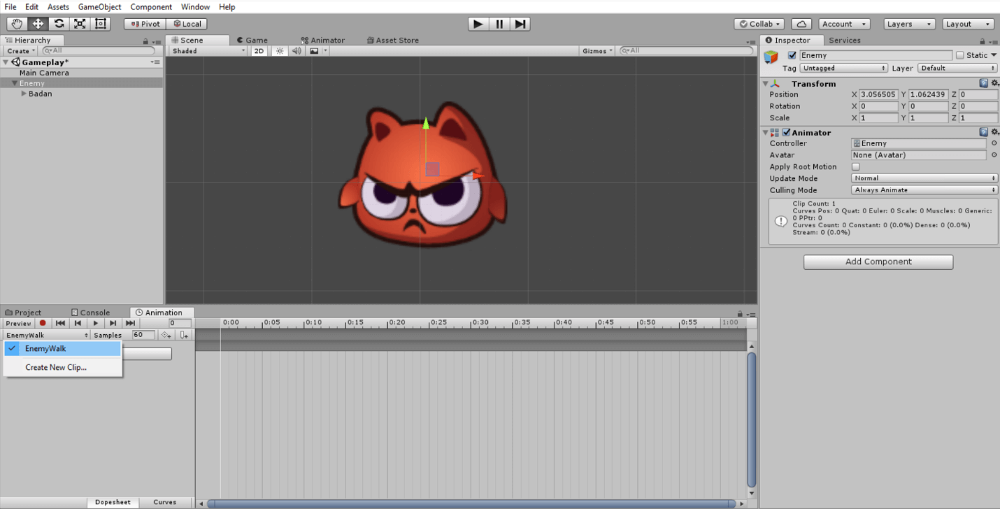 File Edit Assets GameObject Component Window Help
Pivot Local Collab Account Layers Layout
Hierarchy
Create All
Gameplay*
Main Camera
Enemy
Badan
Scene Game Animator Asset Store
Shaded 2D Gizmos All
Inspector Services
Enemy Static
Tag Untagged Layer Default
Transform
Position X 3.056505 Y 1.062439 Z 0
Rotation X 0 Y 0 Z 0
Scale X 1 Y 1 Z 1
Animator
Controller Enemy
Avatar None (Avatar)
Apply Root Motion
Update Mode Normal
Culling Mode Always Animate
Clip Count: 1
Curves Pos: 0 Quat: 0 Euler: 0 Scale: 0 Muscles: 0 Generic:
0 PPtr: 0
Curves Count: 0 Constant: 0 (0.0%) Dense: 0 (0.0%)
Stream: 0 (0.0%)
Add Component
Project Console Animation
Preview 0 0:00 0:05 0:10 0:15 0:20 0:25 0:30 0:35 0:40 0:45 0:50 0:55 1:00
EnemyWalk Samples 60
EnemyWalk
Create New Clip...
Dopesheet Curves